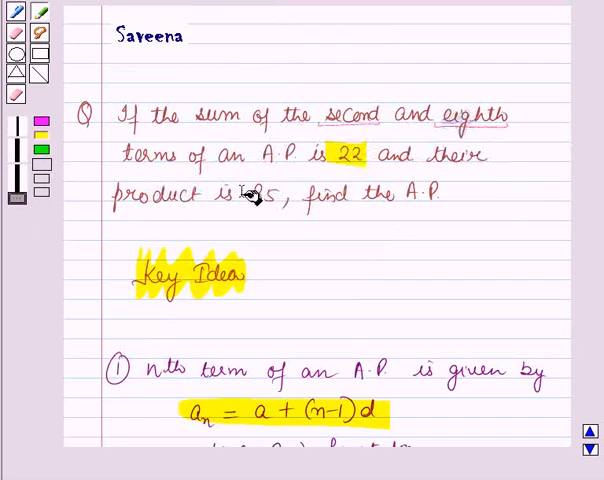 Saveena
Q If the sum of the second and eighth
terms of an A.P. is 22 and their
product is , find the A.P.
Key Idea
① nth term of an A.P. is given by
aₙ = a + (n-1)d